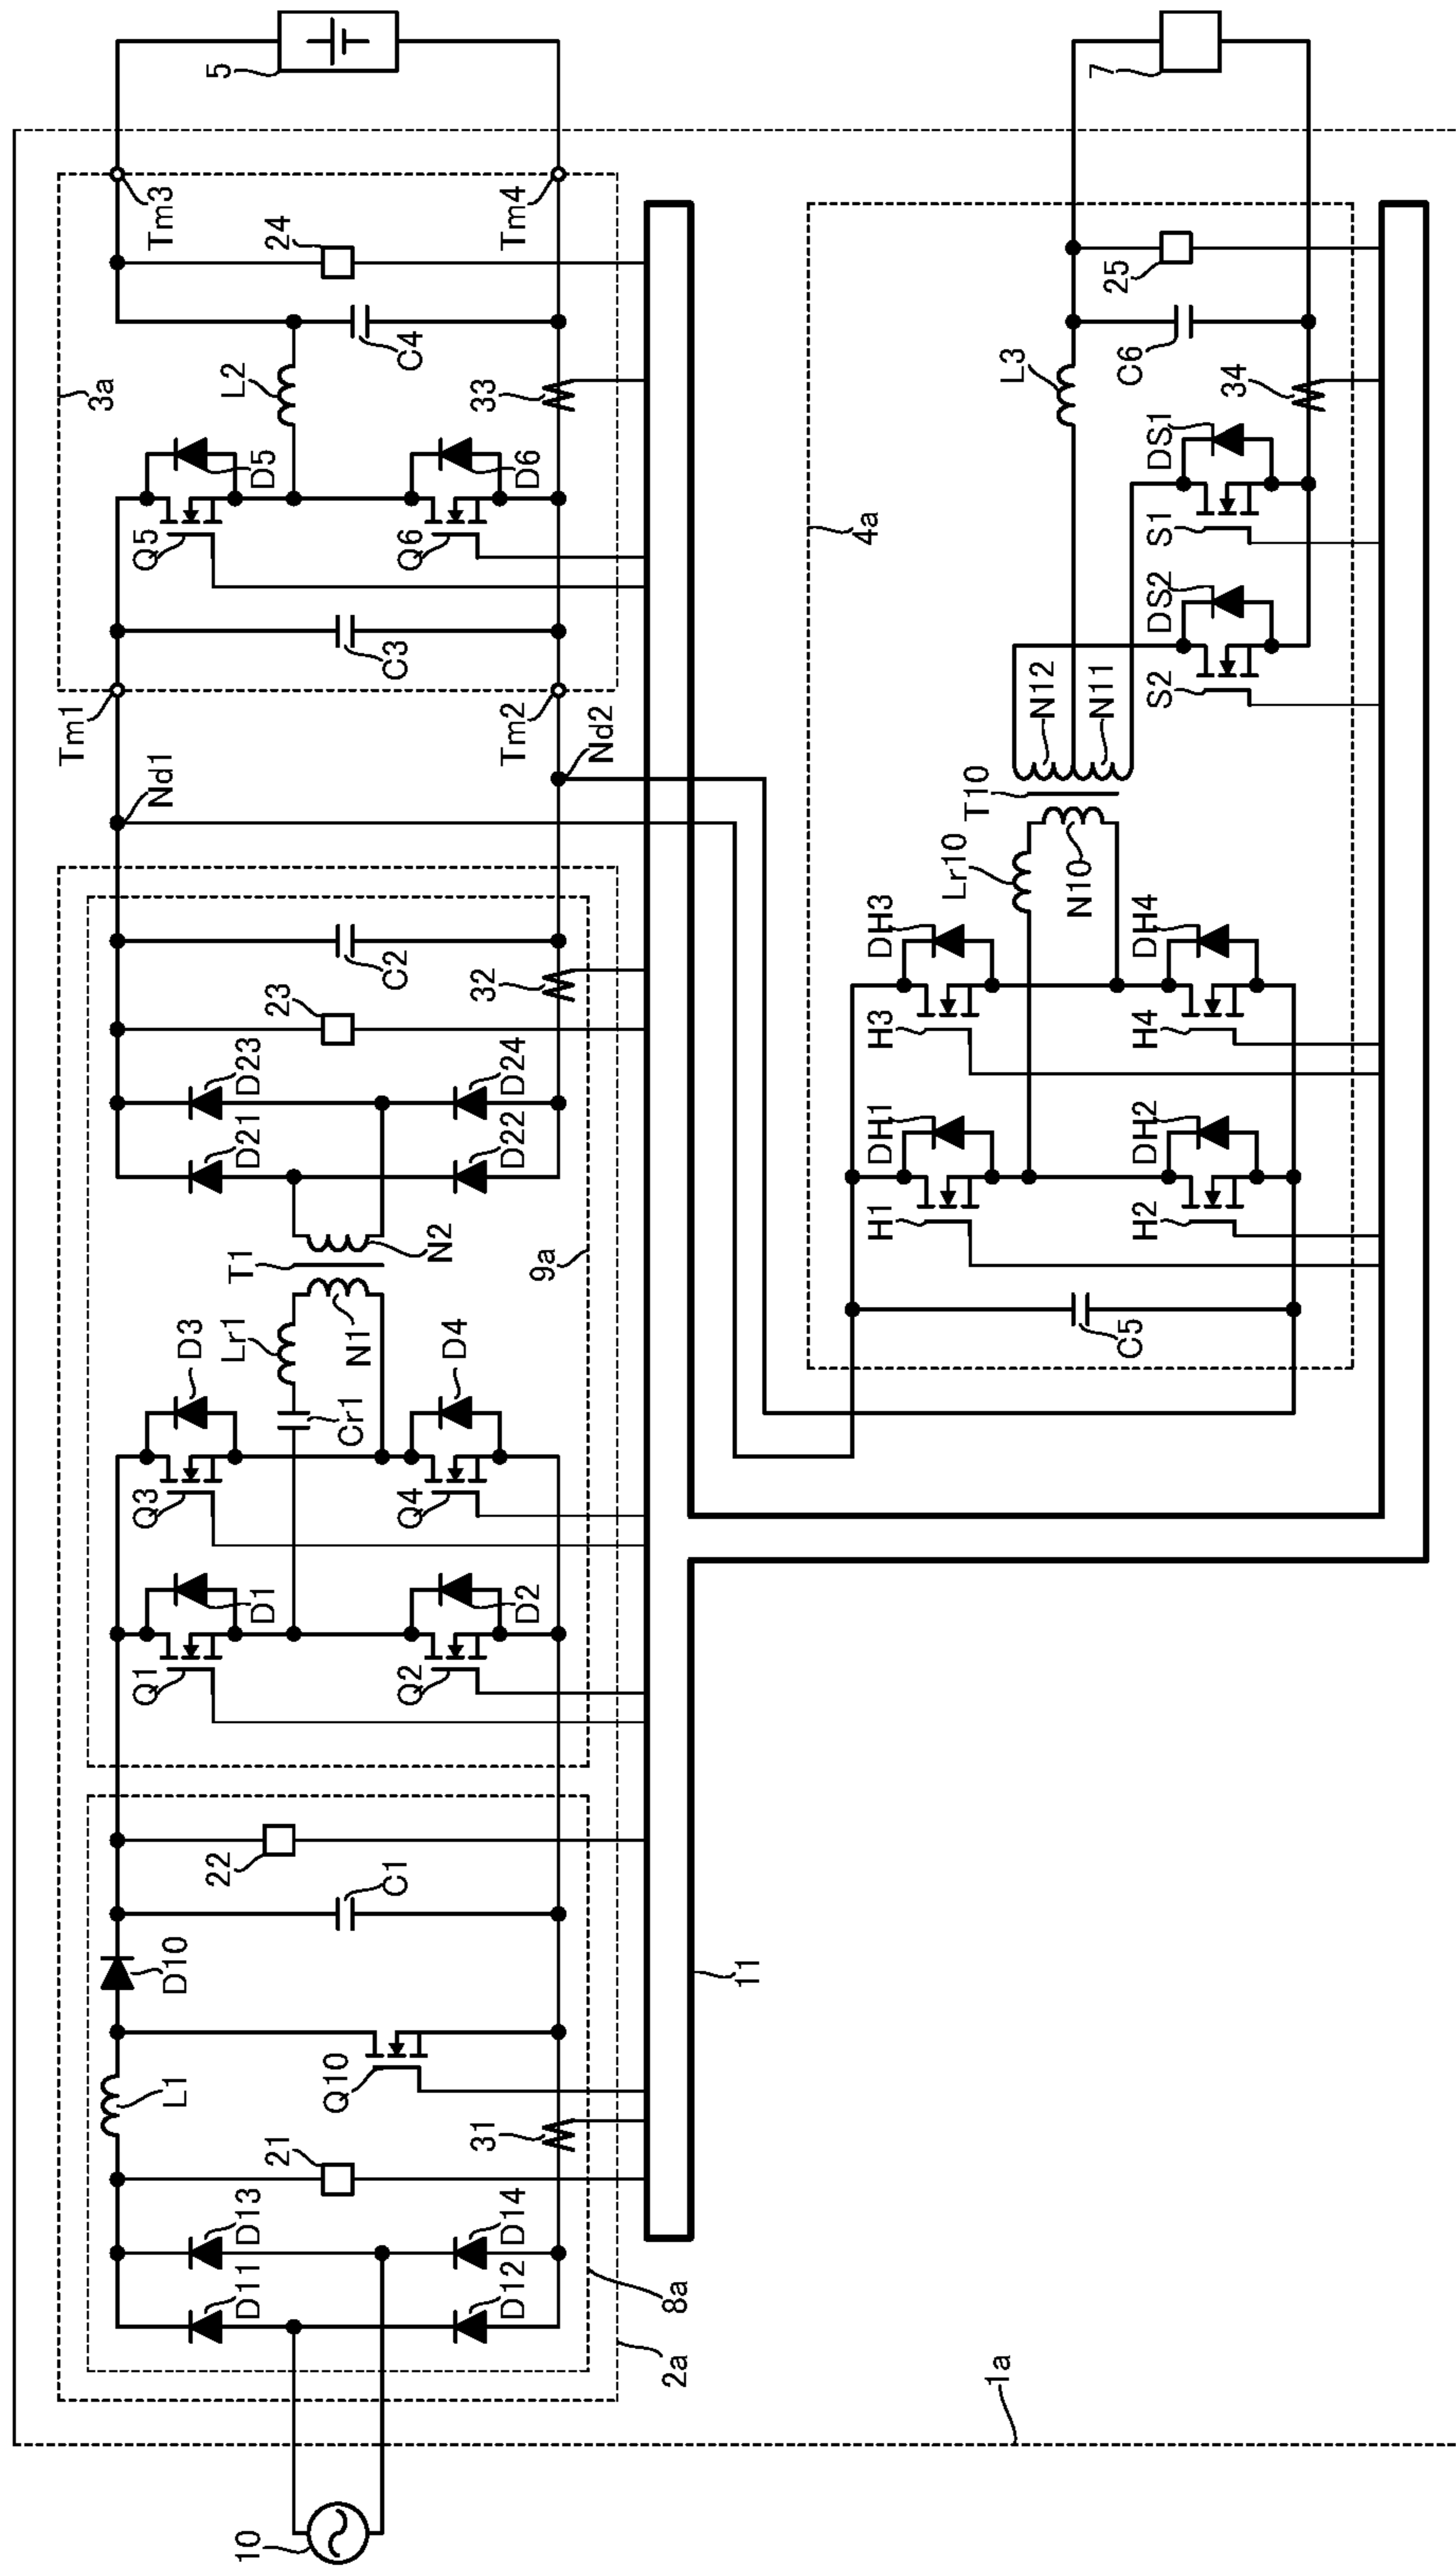 10
1a
2a
8a
D11
D12
D13
D14
21
31
L1
Q10
D10
C1
22
11
Q1
D1
Q2
D2
Q3
D3
Q4
D4
Cr1
Lr1
N1
T1
N2
9a
D21
D22
D23
D24
23
32
C2
Nd1
Nd2
Tm1
Tm2
3a
C3
Q5
D5
Q6
D6
L2
33
C4
24
Tm3
Tm4
5
4a
C5
H1
DH1
H2
DH2
H3
DH3
H4
DH4
Lr10
N10
T10
N12
N11
S2
DS2
S1
DS1
L3
34
C6
25
7